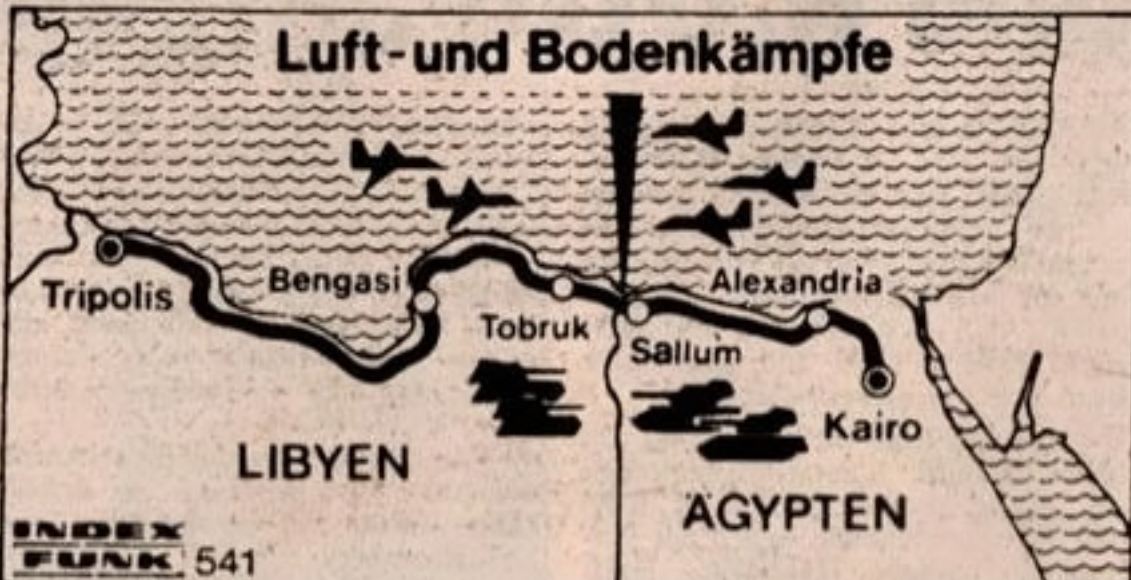 Luft-und Bodenkämpfe
Tripolis
Bengasi
Tobruk
Sallum
Alexandria
Kairo
LIBYEN
ÄGYPTEN
INDEX
FUNK 541